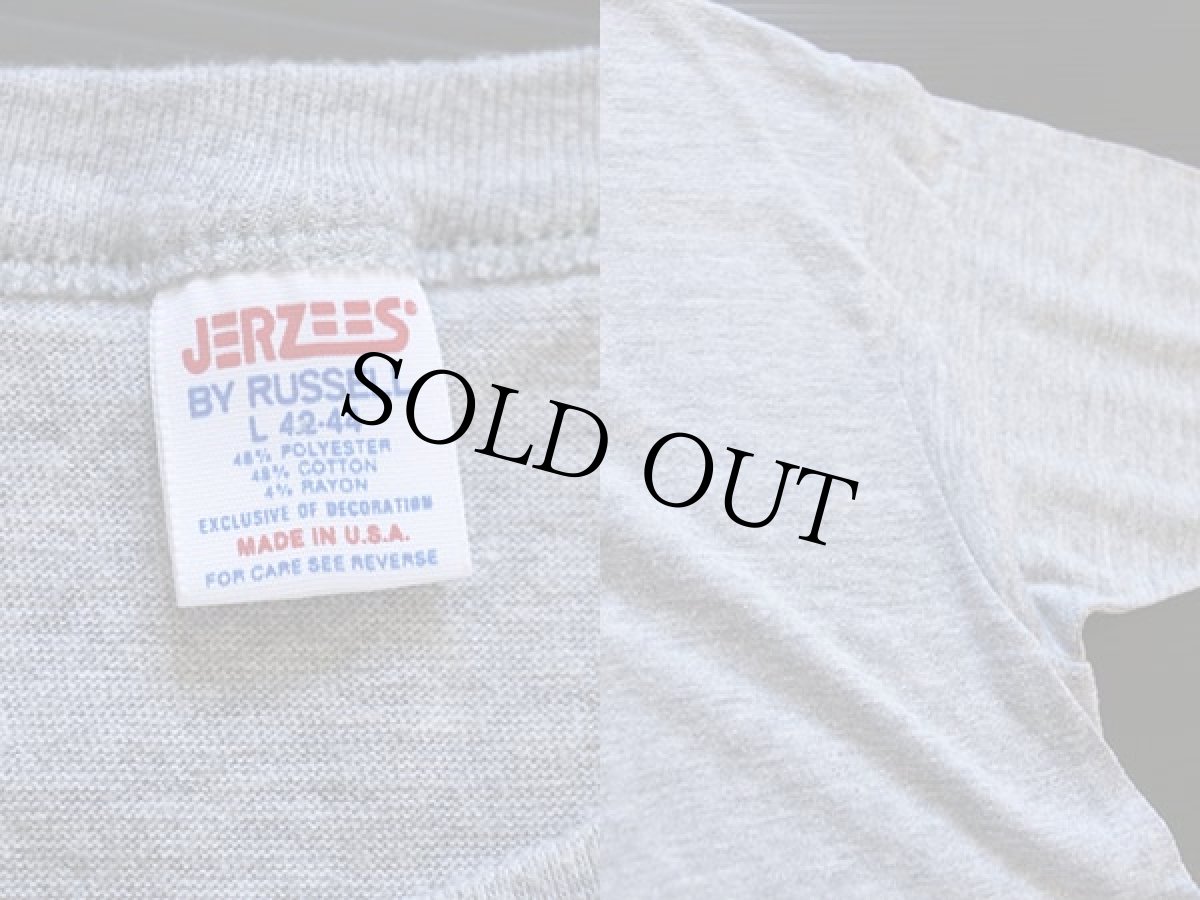 JERZEES
BY RUSSELL
L 42-44
48% POLYESTER
48% COTTON
4% RAYON
EXCLUSIVE OF DECORATION
MADE IN U.S.A.
FOR CARE SEE REVERSE
SOLD OUT